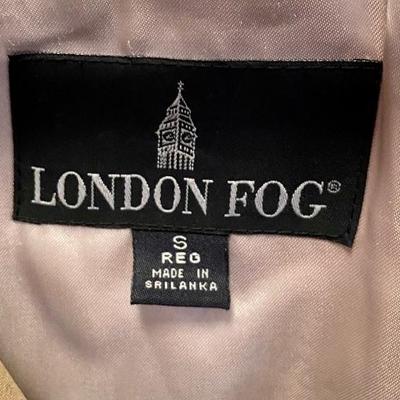 LONDON FOG®
S
REG
MADE IN
SRILANKA